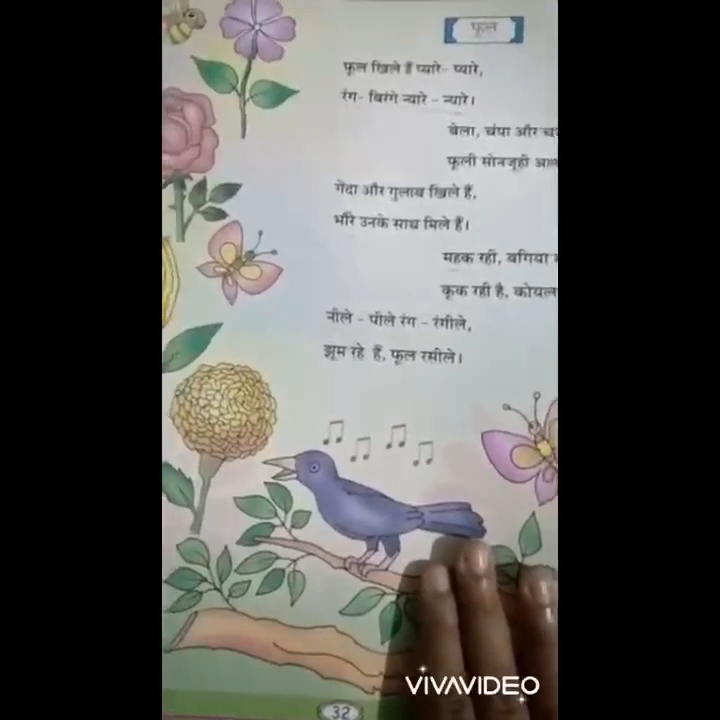 फूल
फूल खिले हैं प्यारे- प्यारे,
रंग- बिरंगे न्यारे - न्यारे।
बेला, चंपा और
फूली सोनजूही
गेंदा और गुलाब खिले हैं,
भौंरे उनके साथ मिले हैं।
महक रही, बगिया
कूक रही है, कोयल
नीले - पीले रंग - रंगीले,
झूम रहे हैं, फूल रसीले।
32
VIVAVIDEO